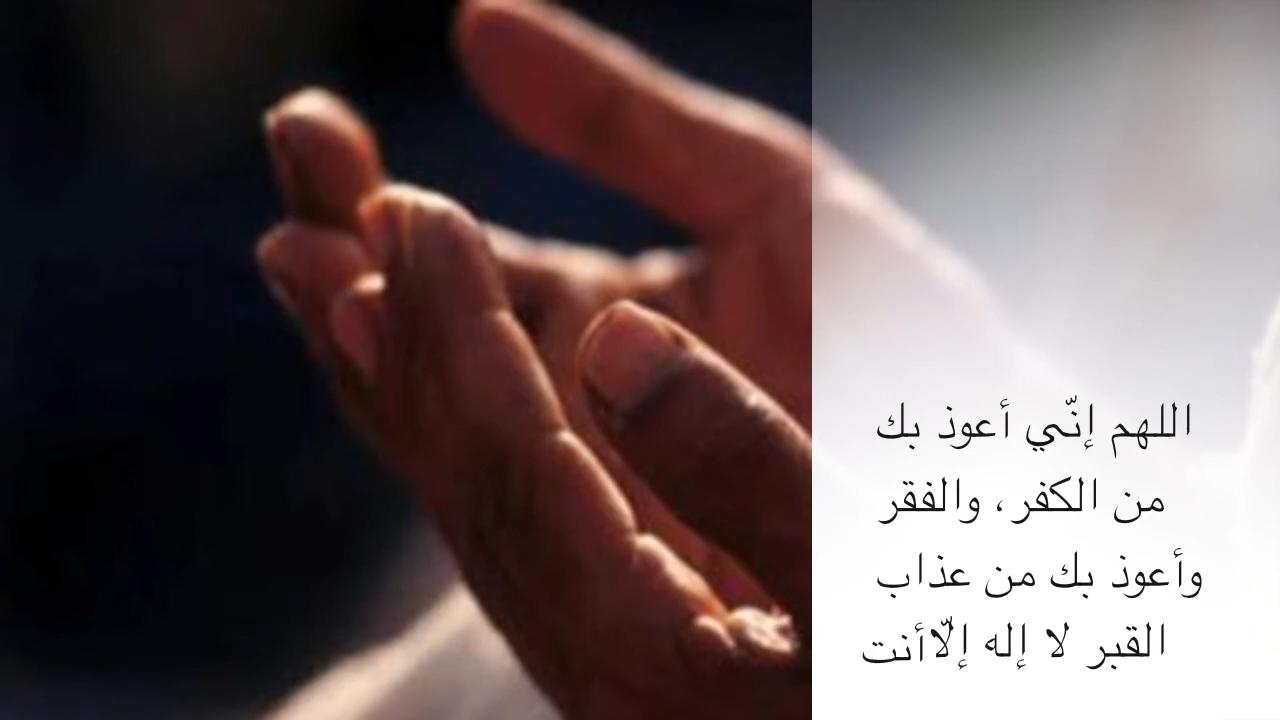 اللهم إنّي أعوذ بك
من الكفر، والفقر
وأعوذ بك من عذاب
القبر لا إله إلّاأنت